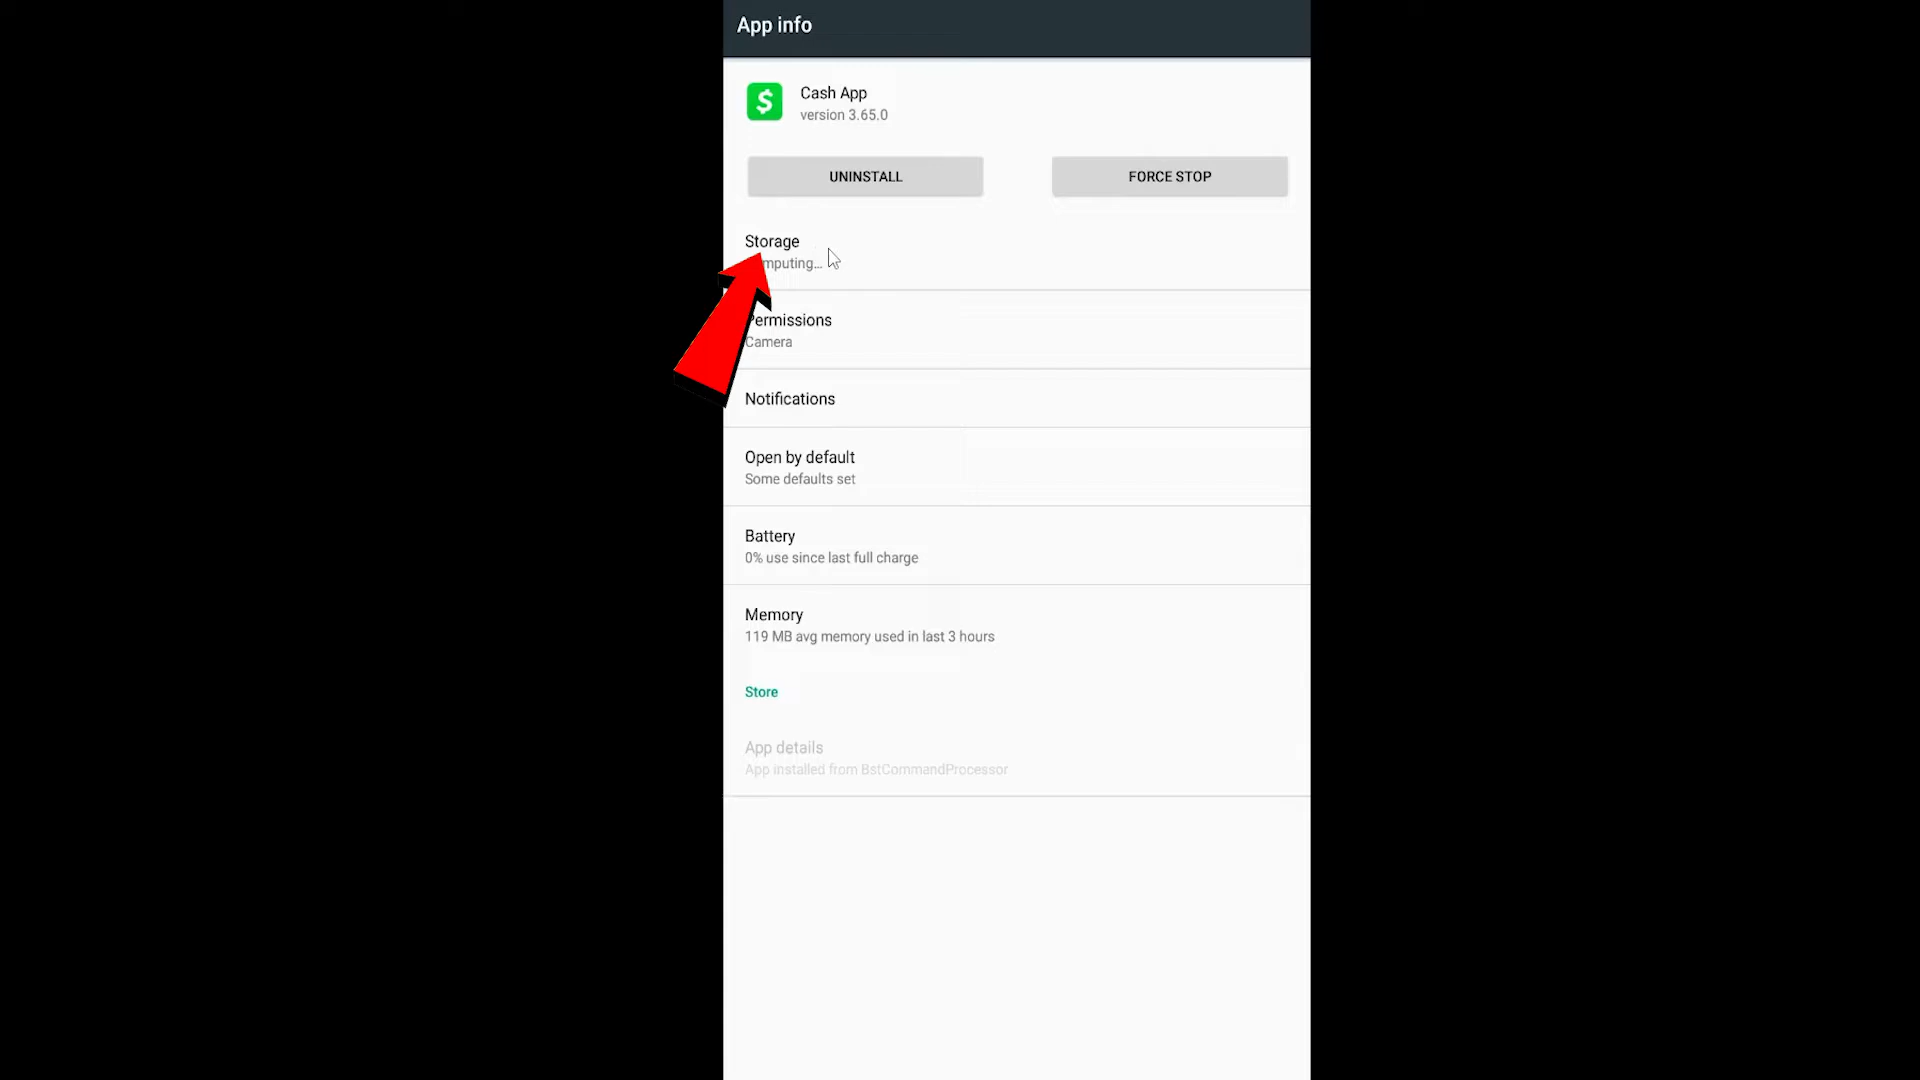 App info
Cash App
version 3.65.0
UNINSTALL
FORCE STOP
Storage
mputing...
Permissions
Camera
Notifications
Open by default
Some defaults set
Battery
0% use since last full charge
Memory
119 MB avg memory used in last 3 hours
Store
App details
App installed from BstCommandProcessor